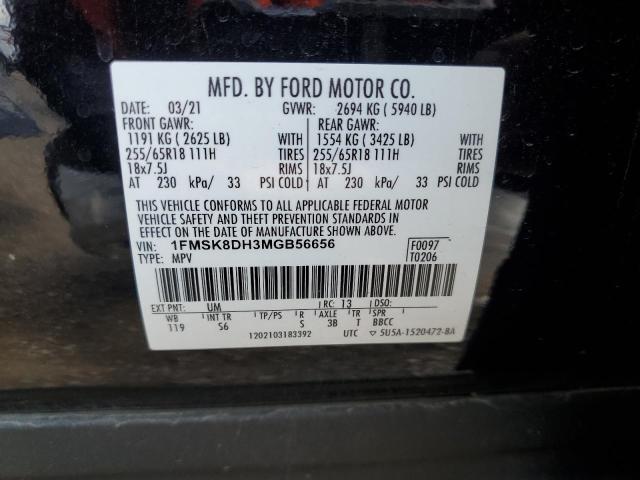 MFD. BY FORD MOTOR CO.
DATE: 03/21 GVWR: 2694 KG ( 5940 LB)
FRONT GAWR: REAR GAWR:
1191 KG ( 2625 LB) WITH 1554 KG ( 3425 LB) WITH
255/65R18 111H TIRES 255/65R18 111H TIRES
18x7.5J RIMS 18x7.5J RIMS
AT 230 kPa/ 33 PSI COLD AT 230 kPa/ 33 PSI COLD
THIS VEHICLE CONFORMS TO ALL APPLICABLE FEDERAL MOTOR
VEHICLE SAFETY AND THEFT PREVENTION STANDARDS IN
EFFECT ON THE DATE OF MANUFACTURE SHOWN ABOVE.
VIN: 1FMSK8DH3MGB56656 F0097
TYPE: MPV T0206
EXT PNT: UM RC: 13 DSO:
WB INT TR TP/PS R AXLE TR SPR
119 S6 S 3B T BBCC
1202103183392 UTC ▽ 5U5A-1520472-BA